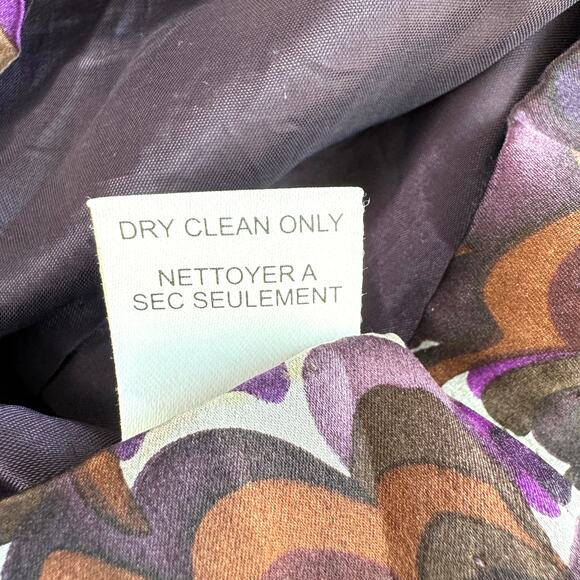 DRY CLEAN ONLY
NETTOYER A
SEC SEULEMENT